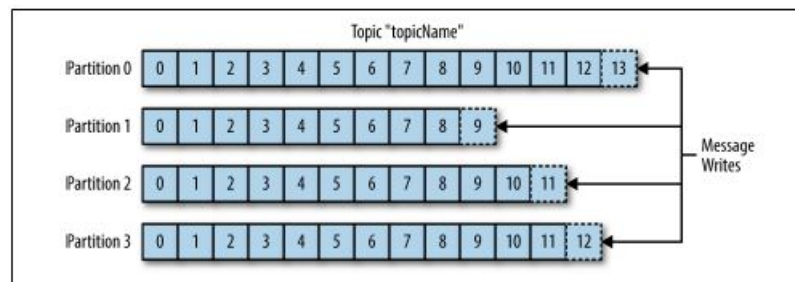 Topic "topicName"
Partition 0 0 1 2 3 4 5 6 7 8 9 10 11 12 13
Partition 1 0 1 2 3 4 5 6 7 8 9
Partition 2 0 1 2 3 4 5 6 7 8 9 10 11
Partition 3 0 1 2 3 4 5 6 7 8 9 10 11 12
Message
Writes